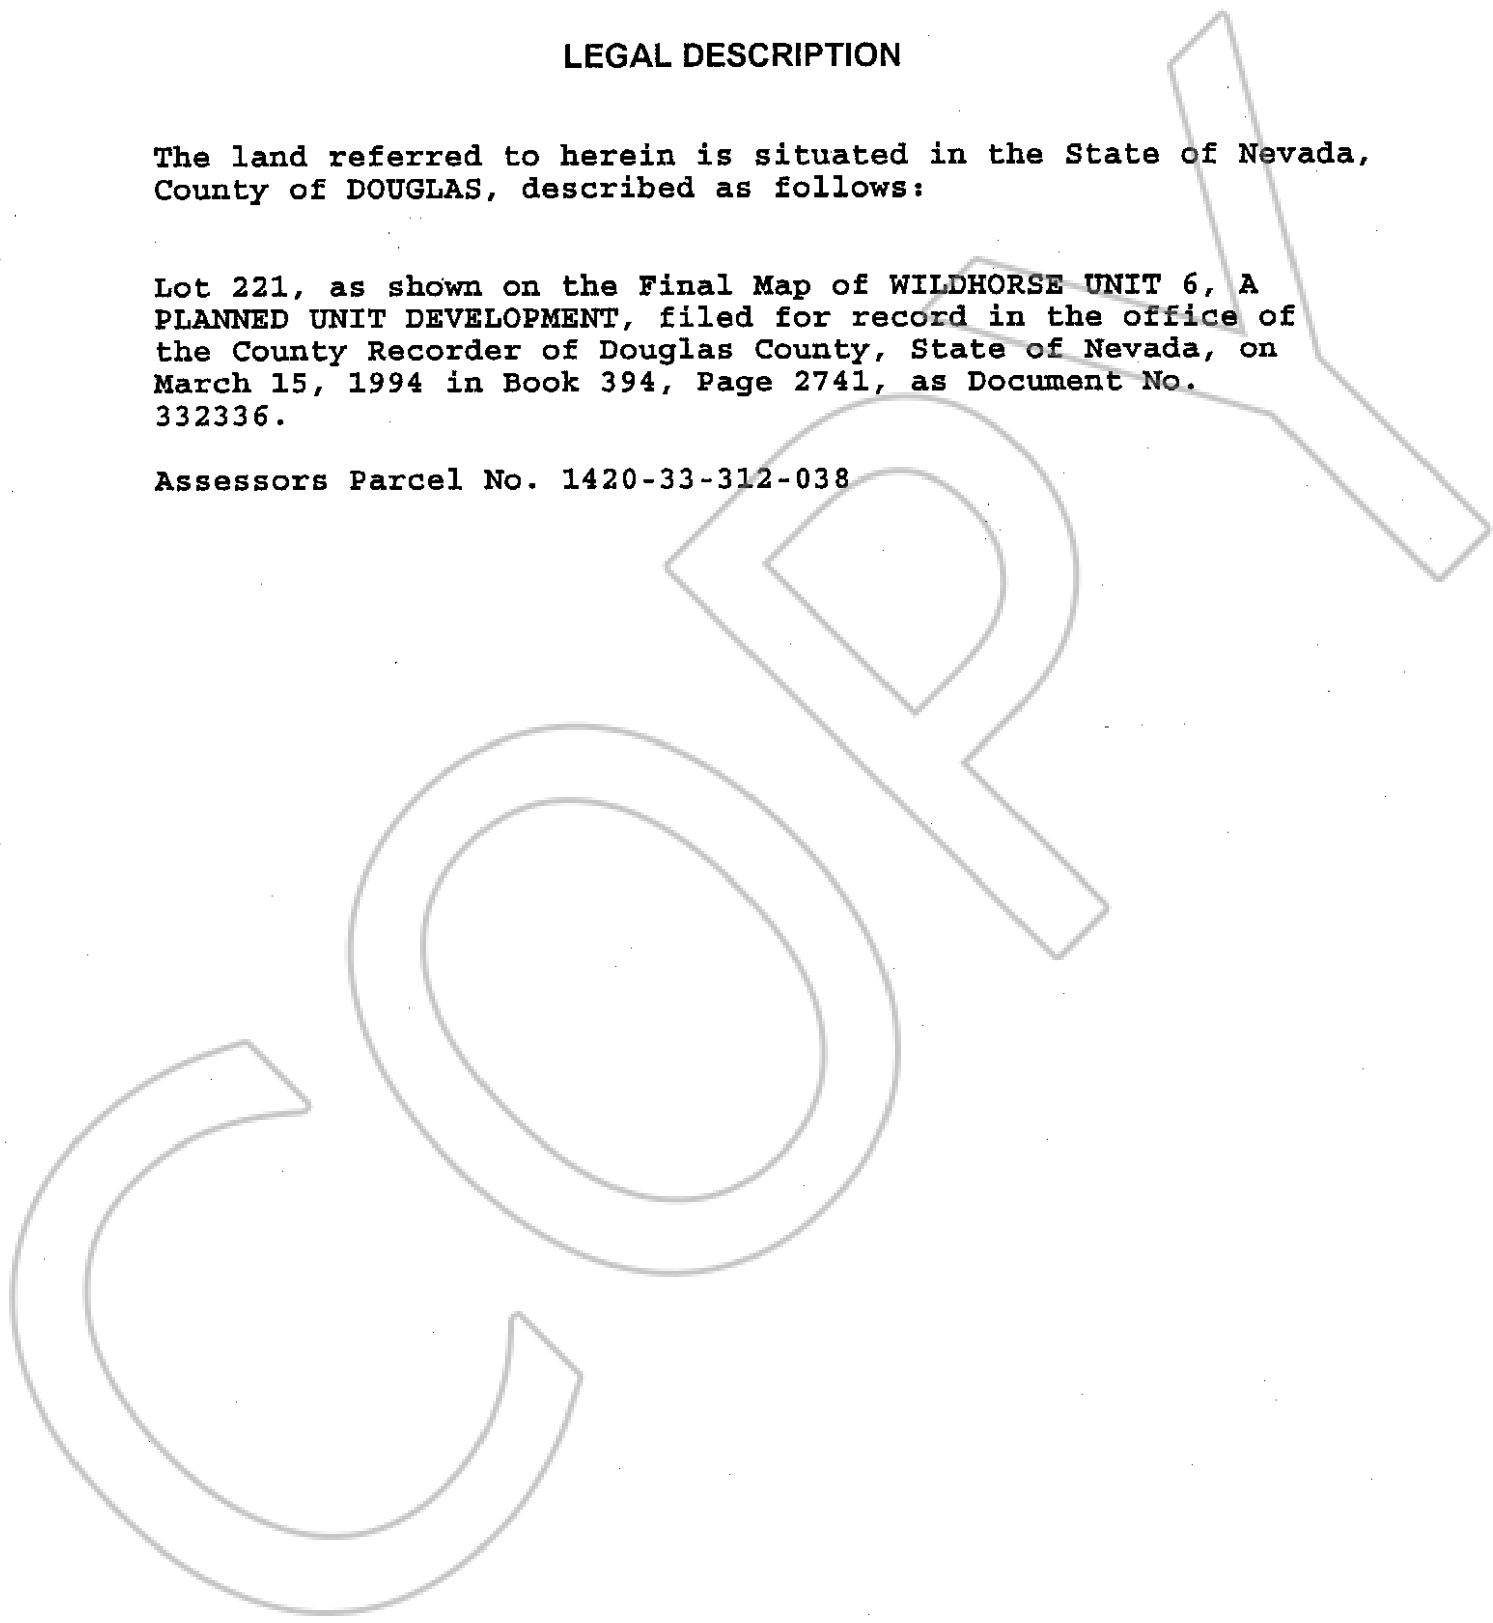 LEGAL DESCRIPTION
The land referred to herein is situated in the State of Nevada,
County of DOUGLAS, described as follows:
Lot 221, as shown on the Final Map of WILDHORSE UNIT 6, A
PLANNED UNIT DEVELOPMENT, filed for record in the office of
the County Recorder of Douglas County, State of Nevada, on
March 15, 1994 in Book 394, Page 2741, as Document No.
332336.
Assessors Parcel No. 1420-33-312-038
COPY